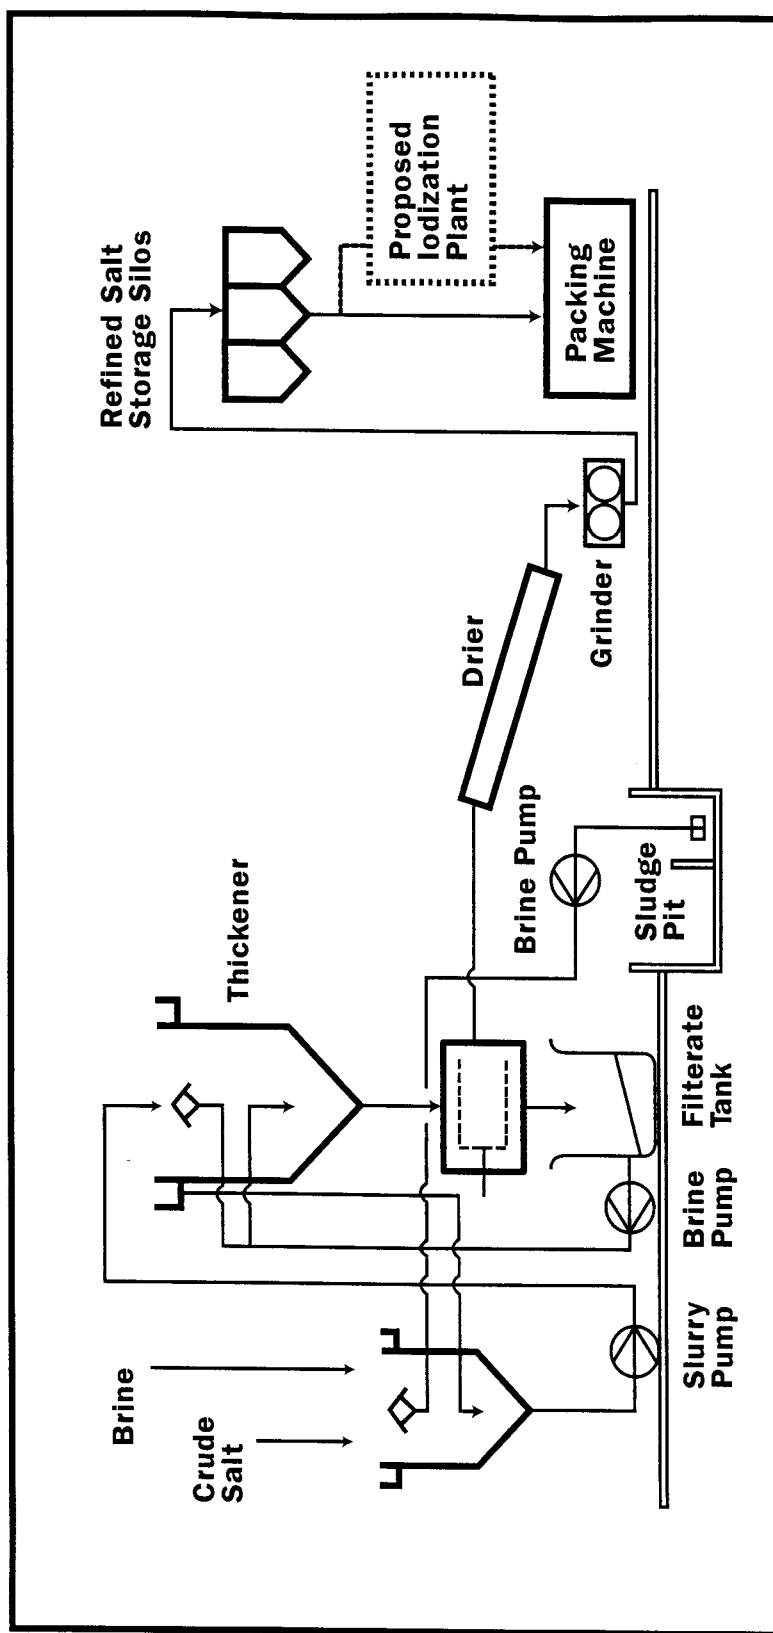 Brine
Crude
Salt
Slurry
Pump
Brine
Pump
Filterate
Tank
Thickener
Brine Pump
Sludge
Pit
Drier
Grinder
Refined Salt
Storage Silos
Proposed
Iodization
Plant
Packing
Machine